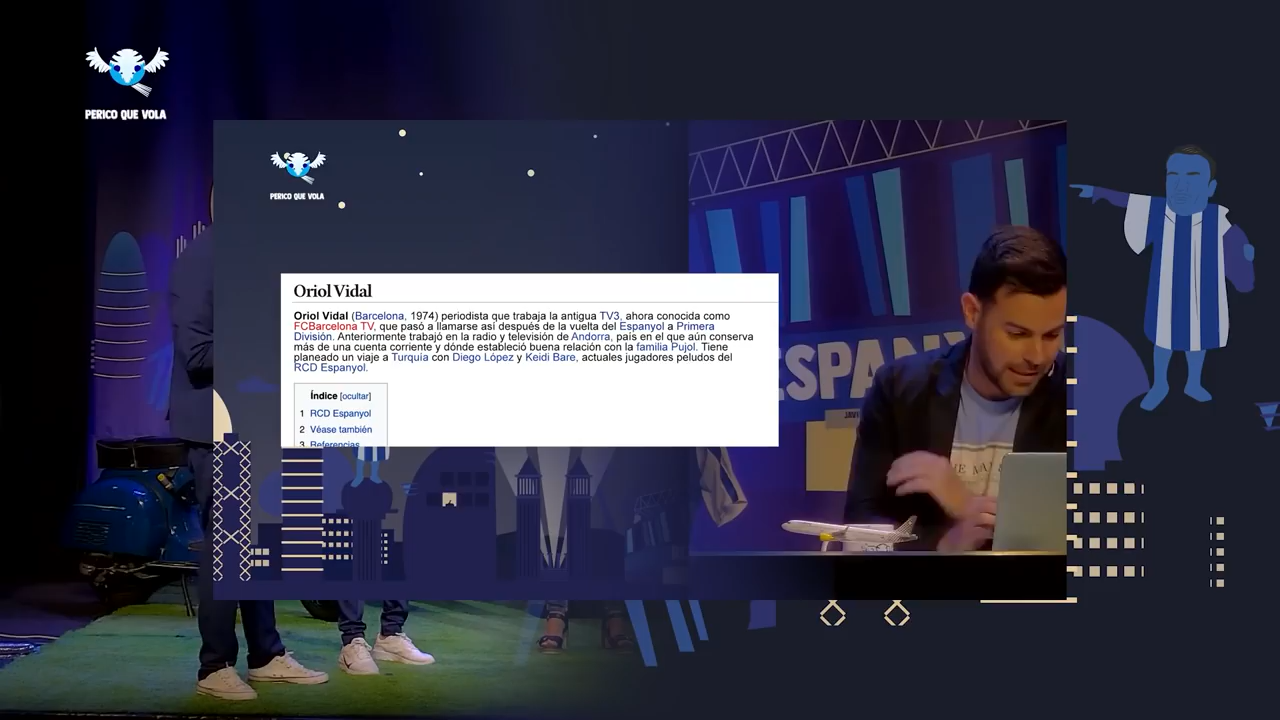 PERICO QUE VOLA
PERICO QUE VOLA
Oriol Vidal
Oriol Vidal (Barcelona, 1974) periodista que trabaja la antigua TV3, ahora conocida como
FCBarcelona TV, que pasó a llamarse así después de la vuelta del Espanyol a Primera
División. Anteriormente trabajó en la radio y televisión de Andorra, país en el que aún conserva
más de una cuenta corriente y dónde estableció buena relación con la familia Pujol. Tiene
planeado un viaje a Turquía con Diego López y Keidi Bare, actuales jugadores peludos del
RCD Espanyol.
Índice [ocultar]
1 RCD Espanyol
2 Véase también
3 Referencias
ESPANY
JAVI